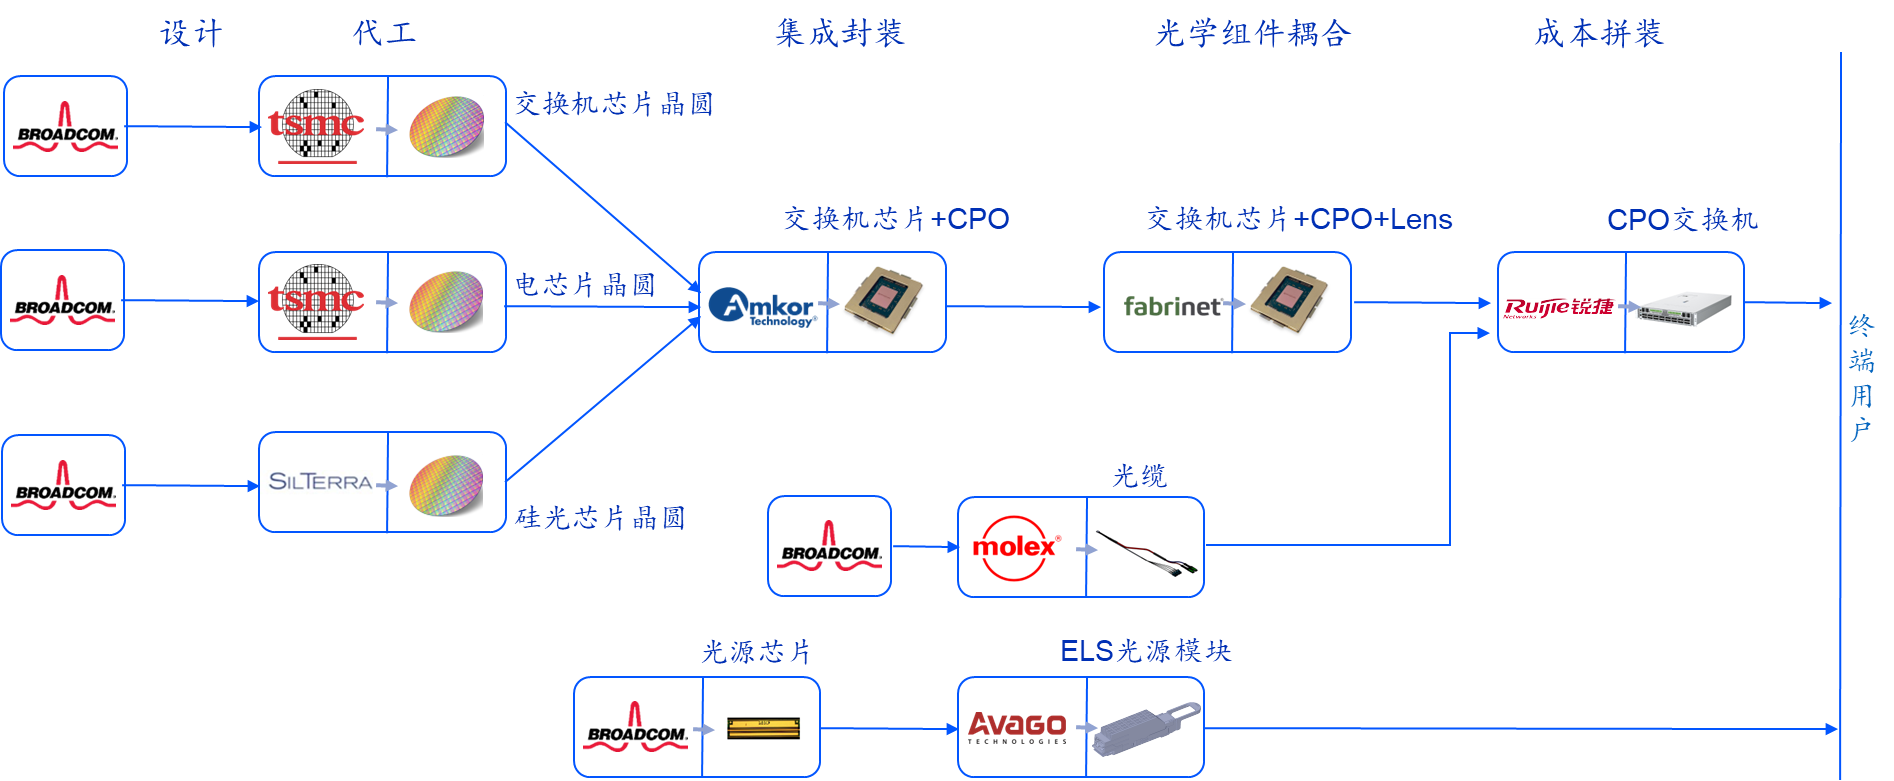 设计
代工
集成封装
光学组件耦合
成本拼装
BROADCOM
tsmc
交换机芯片晶圆
交换机芯片+CPO
交换机芯片+CPO+Lens
CPO交换机
BROADCOM
tsmc
电芯片晶圆
Amkor
Technology®
fabrinet
Ruijie锐捷
Networks
终端用户
BROADCOM
SILTERRA
硅光芯片晶圆
光缆
BROADCOM
molex®
光源芯片
ELS光源模块
BROADCOM
AVAGO
TECHNOLOGIES